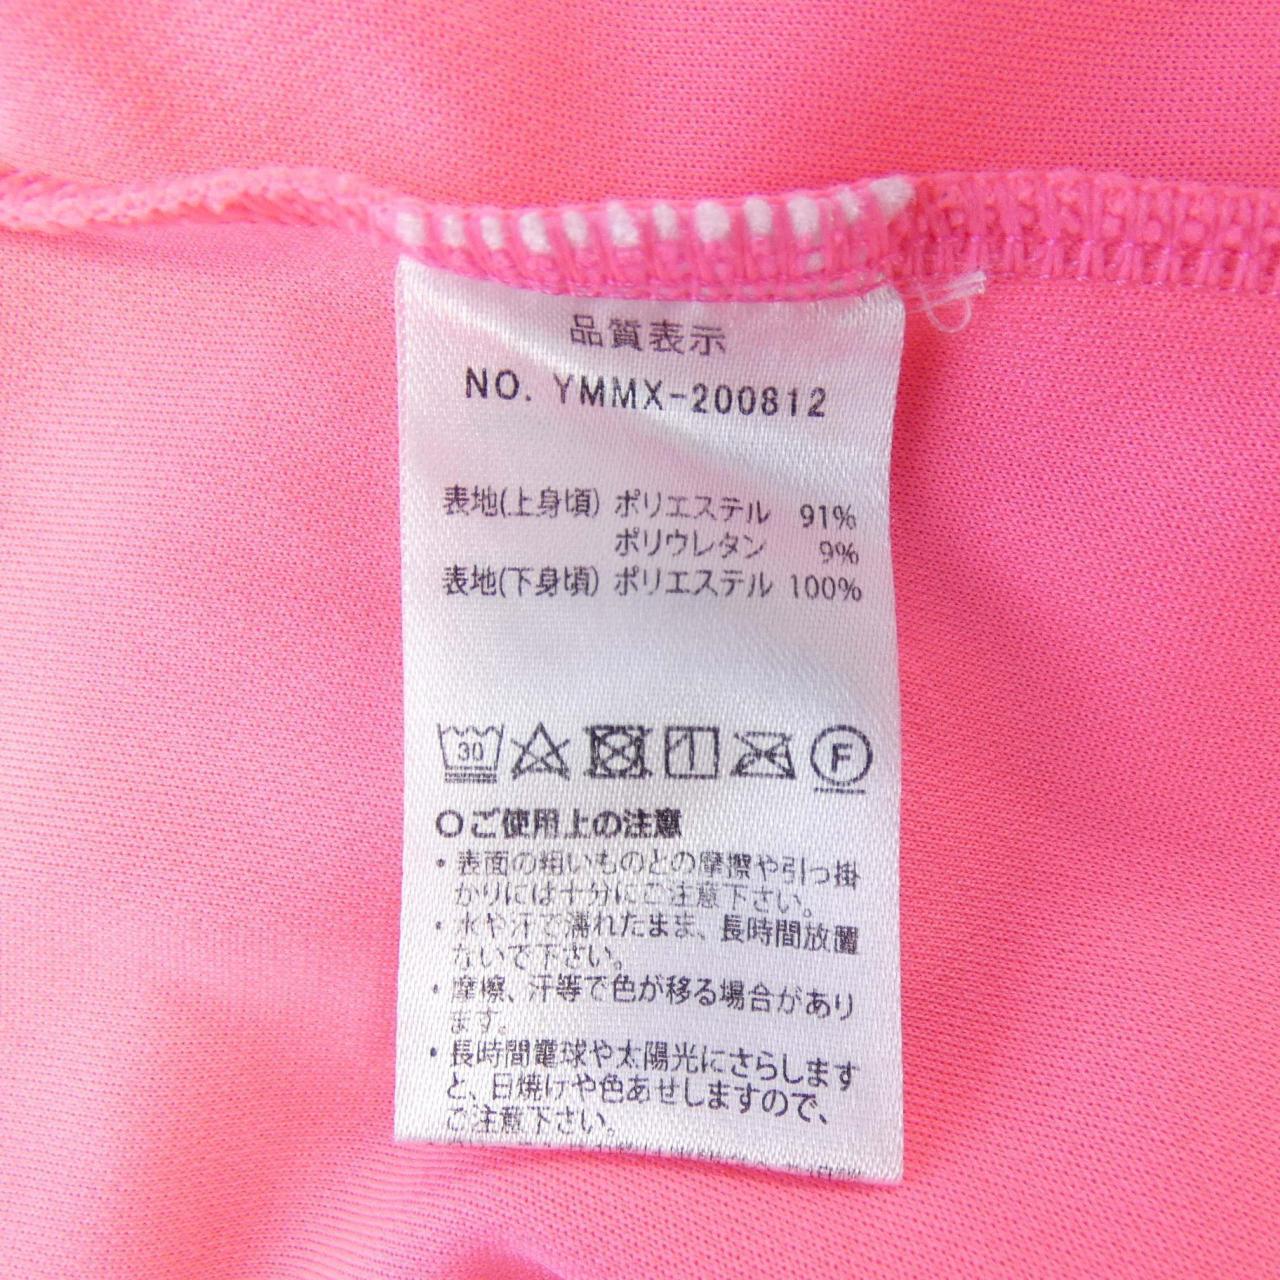 品質表示
NO. YMMX-200812
表地(上身頃) ポリエステル 91%
ポリウレタン 9%
表地(下身頃) ポリエステル 100%
30
F
○ご使用上の注意
・表面の粗いものとの摩擦や引っ掛
かりには十分にご注意下さい。
・水や汗で濡れたまま、長時間放置
ないで下さい。
・摩擦、汗等で色が移る場合があり
ます。
・長時間電球や太陽光にさらします
と、日焼けや色あせしますので、
ご注意下さい。